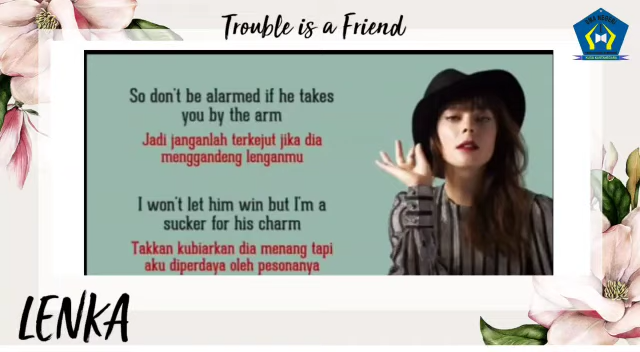 Trouble is a Friend
So don't be alarmed if he takes
you by the arm
Jadi janganlah terkejut jika dia
menggandeng lenganmu
I won't let him win but I'm a
sucker for his charm
Takkan kubiarkan dia menang tapi
aku diperdaya oleh pesonanya
LENKA